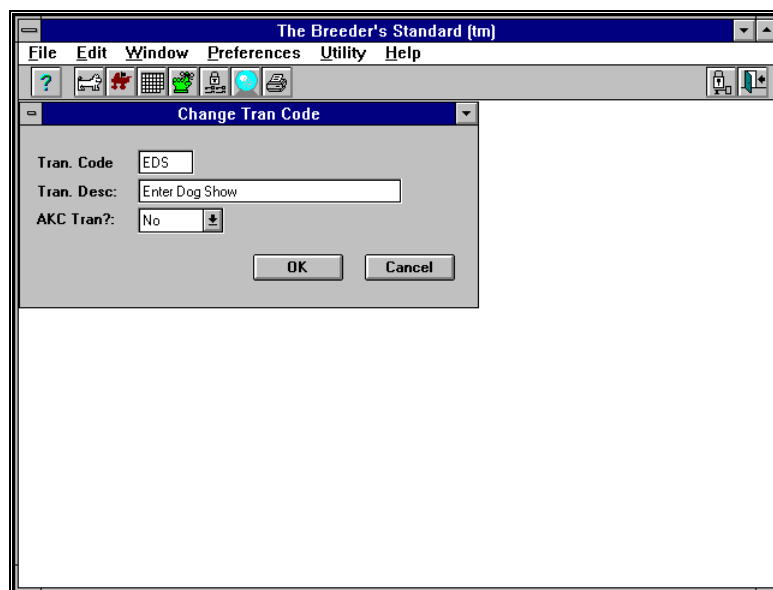 The Breeder's Standard (tm)
File Edit Window Preferences Utility Help
?
Change Tran Code
Tran. Code EDS
Tran. Desc: Enter Dog Show
AKC Tran?: No
OK Cancel